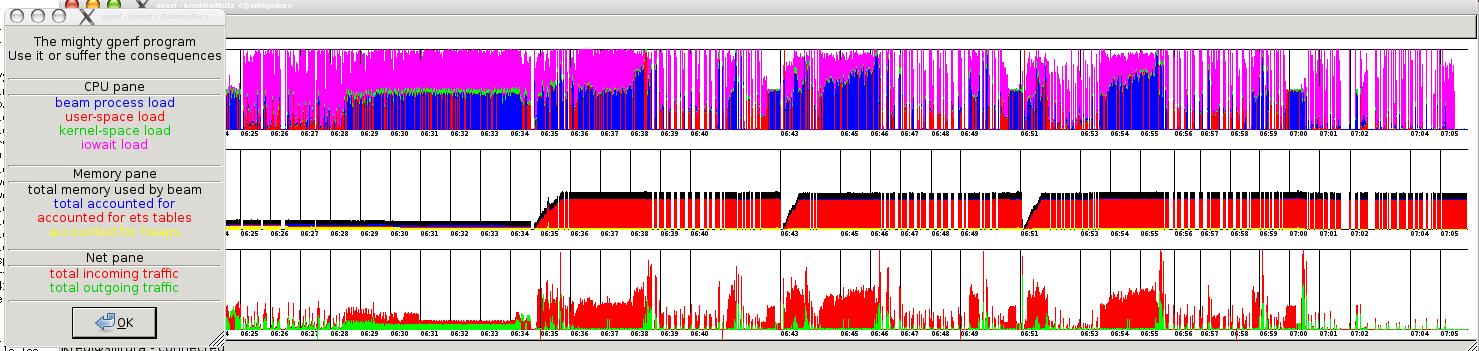 gperf - kred@silltuta <@sillmjolke>
gperf - about <@sillmjolke>
The mighty gperf program
Use it or suffer the consequences
CPU pane
beam process load
user-space load
kernel-space load
iowait load
Memory pane
total memory used by beam
total accounted for
accounted for ets tables
accounted for heaps
Net pane
total incoming traffic
total outgoing traffic
OK
4 06:25 06:26 06:27 06:28 06:29 06:30 06:31 06:32 06:33 06:34 06:35 06:36 06:37 06:38 06:39 06:40 06:43 06:45 06:46 06:48 06:49 06:51 06:53 06:54 06:55 06:56 06:57 06:58 06:59 07:00 07:01 07:02 07:04 07:05
4 06:25 06:26 06:27 06:28 06:29 06:30 06:31 06:32 06:33 06:34 06:35 06:36 06:37 06:38 06:39 06:40 06:43 06:45 06:46 06:48 06:49 06:51 06:53 06:54 06:55 06:56 06:57 06:58 06:59 07:00 07:01 07:02 07:04 07:05
4 06:25 06:26 06:27 06:28 06:29 06:30 06:31 06:32 06:33 06:34 06:35 06:36 06:37 06:38 06:39 06:40 06:43 06:45 06:46 06:48 06:49 06:51 06:53 06:54 06:55 06:56 06:57 06:58 06:59 07:00 07:01 07:02 07:04 07:05